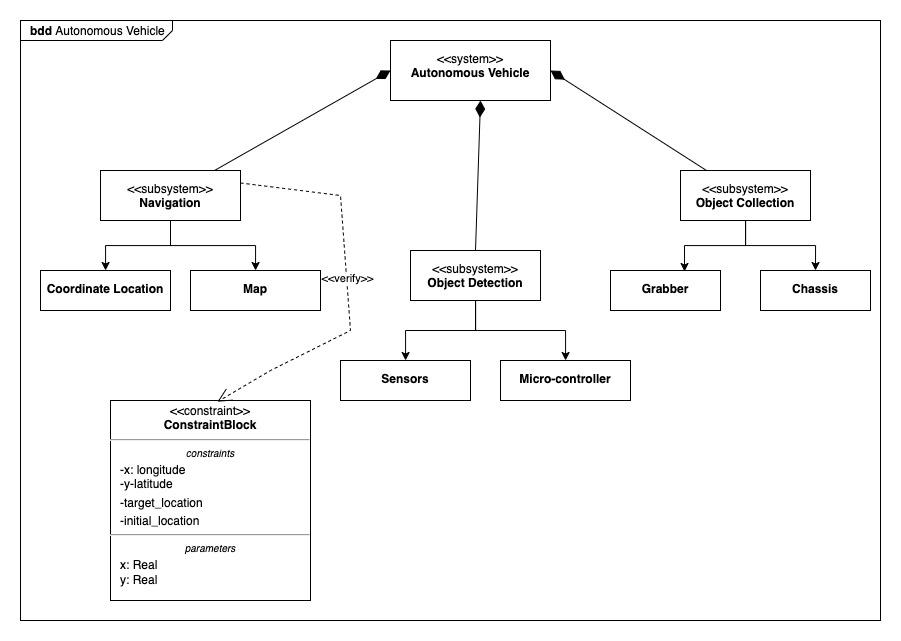 bdd Autonomous Vehicle
<<system>>
Autonomous Vehicle
<<subsystem>>
Navigation
<<subsystem>>
Object Collection
<<subsystem>>
Object Detection
Coordinate Location
Map
<<verify>>
Grabber
Chassis
Sensors
Micro-controller
<<constraint>>
ConstraintBlock
constraints
-x: longitude
-y-latitude
-target_location
-initial_location
parameters
x: Real
y: Real